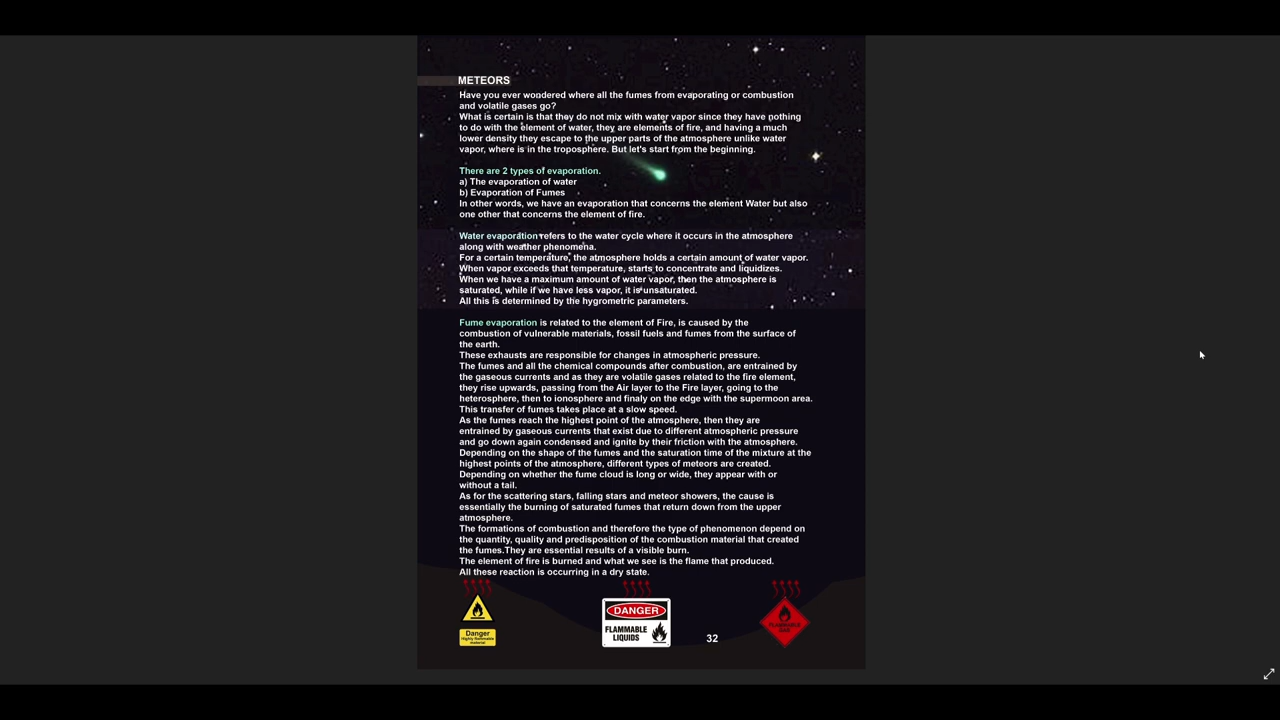 METEORS
Have you ever wondered where all the fumes from evaporating or combustion
and volatile gases go?
What is certain is that they do not mix with water vapor since they have nothing
to do with the element of water, they are elements of fire, and having a much
lower density they escape to the upper parts of the atmosphere unlike water
vapor, where is in the troposphere. But let's start from the beginning.
There are 2 types of evaporation.
a) The evaporation of water
b) Evaporation of Fumes
In other words, we have an evaporation that concerns the element Water but also
one other that concerns the element of fire.
Water evaporation refers to the water cycle where it occurs in the atmosphere
along with weather phenomena.
For a certain temperature, the atmosphere holds a certain amount of water vapor.
When vapor exceeds that temperature, starts to concentrate and liquidizes.
When we have a maximum amount of water vapor, then the atmosphere is
saturated, while if we have less vapor, it is unsaturated.
All this is determined by the hygrometric parameters.
Fume evaporation is related to the element of Fire, is caused by the
combustion of vulnerable materials, fossil fuels and fumes from the surface of
the earth.
These exhausts are responsible for changes in atmospheric pressure.
The fumes and all the chemical compounds after combustion, are entrained by
the gaseous currents and as they are volatile gases related to the fire element,
they rise upwards, passing from the Air layer to the Fire layer, going to the
heterosphere, then to ionosphere and finaly on the edge with the supermoon area.
This transfer of fumes takes place at a slow speed.
As the fumes reach the highest point of the atmosphere, then they are
entrained by gaseous currents that exist due to different atmospheric pressure
and go down again condensed and ignite by their friction with the atmosphere.
Depending on the shape of the fumes and the saturation time of the mixture at the
highest points of the atmosphere, different types of meteors are created.
Depending on whether the fume cloud is long or wide, they appear with or
without a tail.
As for the scattering stars, falling stars and meteor showers, the cause is
essentially the burning of saturated fumes that return down from the upper
atmosphere.
The formations of combustion and therefore the type of phenomenon depend on
the quantity, quality and predisposition of the combustion material that created
the fumes.They are essential results of a visible burn.
The element of fire is burned and what we see is the flame that produced.
All these reaction is occurring in a dry state.
Danger
Highly flammable
material
DANGER
FLAMMABLE
LIQUIDS
FLAMMABLE
GAS
32